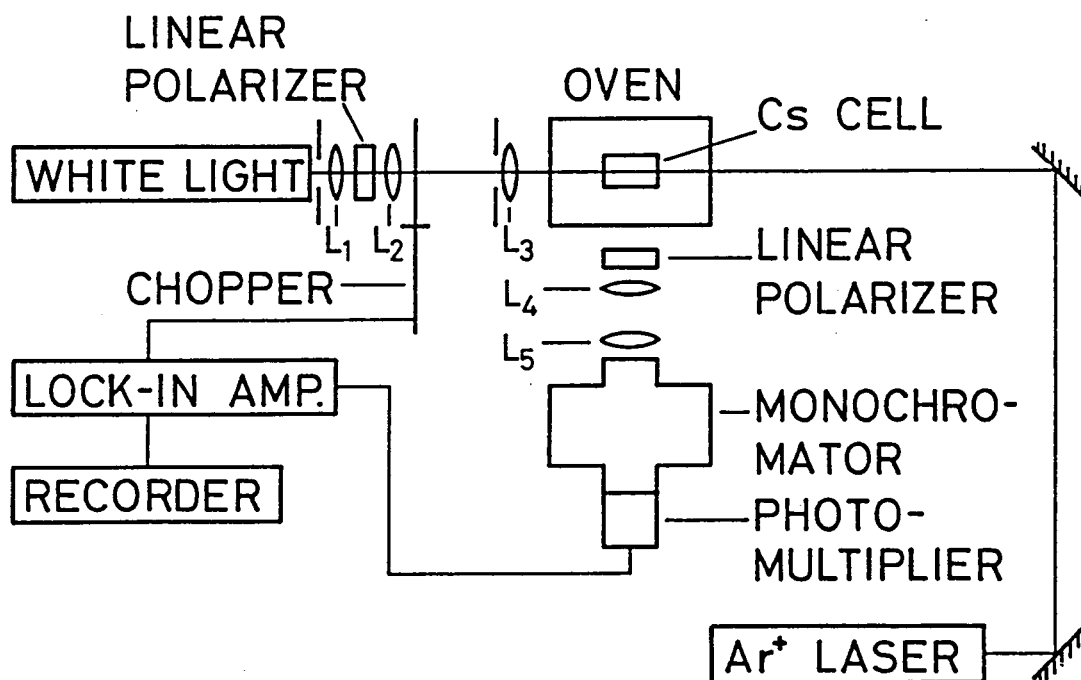 LINEAR
POLARIZER
OVEN
Cs CELL
WHITE LIGHT
L1
L2
L3
LINEAR
POLARIZER
CHOPPER
L4
L5
LOCK-IN AMP.
MONOCHRO-
MATOR
RECORDER
PHOTO-
MULTIPLIER
Ar+ LASER